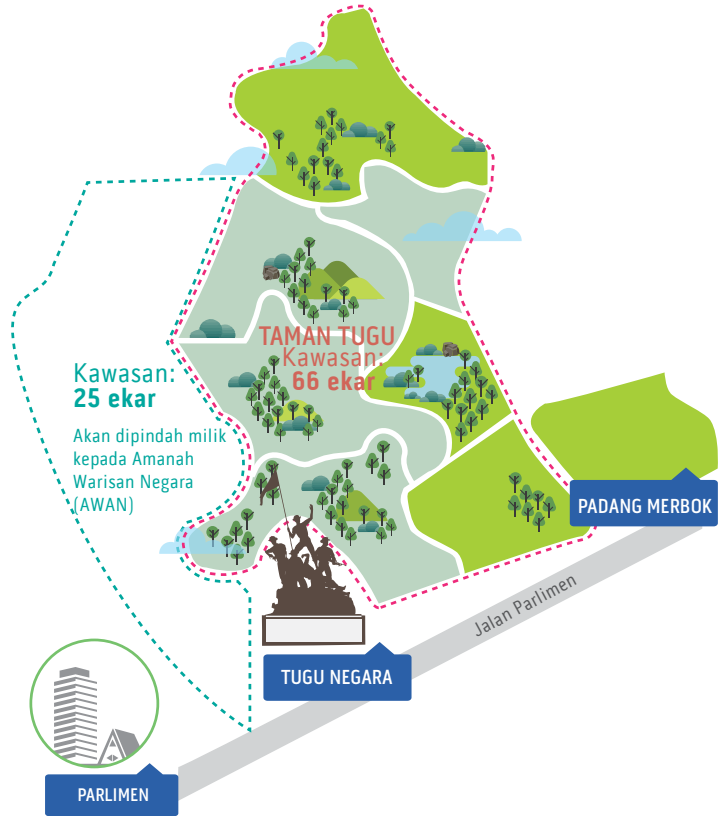 TAMAN TUGU
Kawasan:
66 ekar
Kawasan:
25 ekar
Akan dipindah milik
kepada Amanah
Warisan Negara
(AWAN)
PADANG MERBOK
Jalan Parlimen
TUGU NEGARA
PARLIMEN